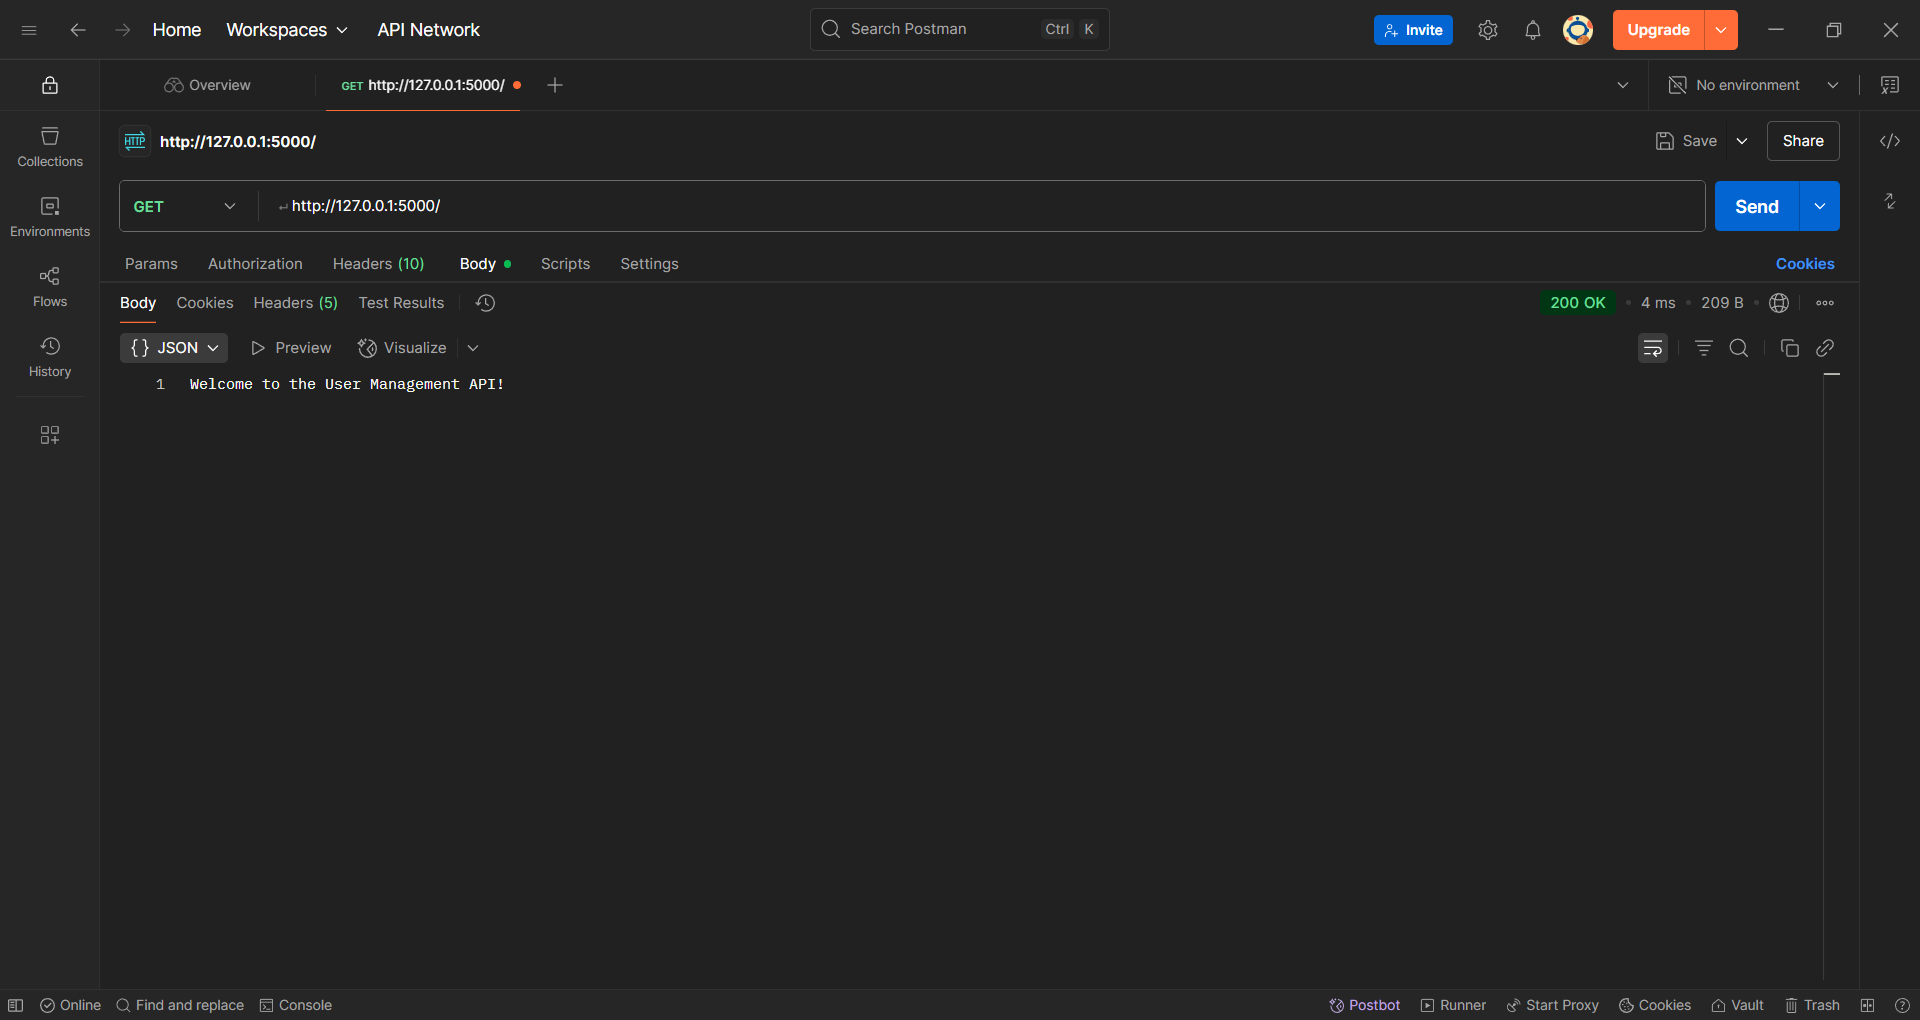 Home Workspaces API Network Search Postman Ctrl K Invite Upgrade
Overview GET http://127.0.0.1:5000/ No environment
HTTP http://127.0.0.1:5000/ Save Share
GET ↵ http://127.0.0.1:5000/ Send
Params Authorization Headers (10) Body Scripts Settings Cookies
Body Cookies Headers (5) Test Results 200 OK 4 ms 209 B
{} JSON Preview Visualize
1 Welcome to the User Management API!
Collections
Environments
Flows
History
Online Find and replace Console Postbot Runner Start Proxy Cookies Vault Trash